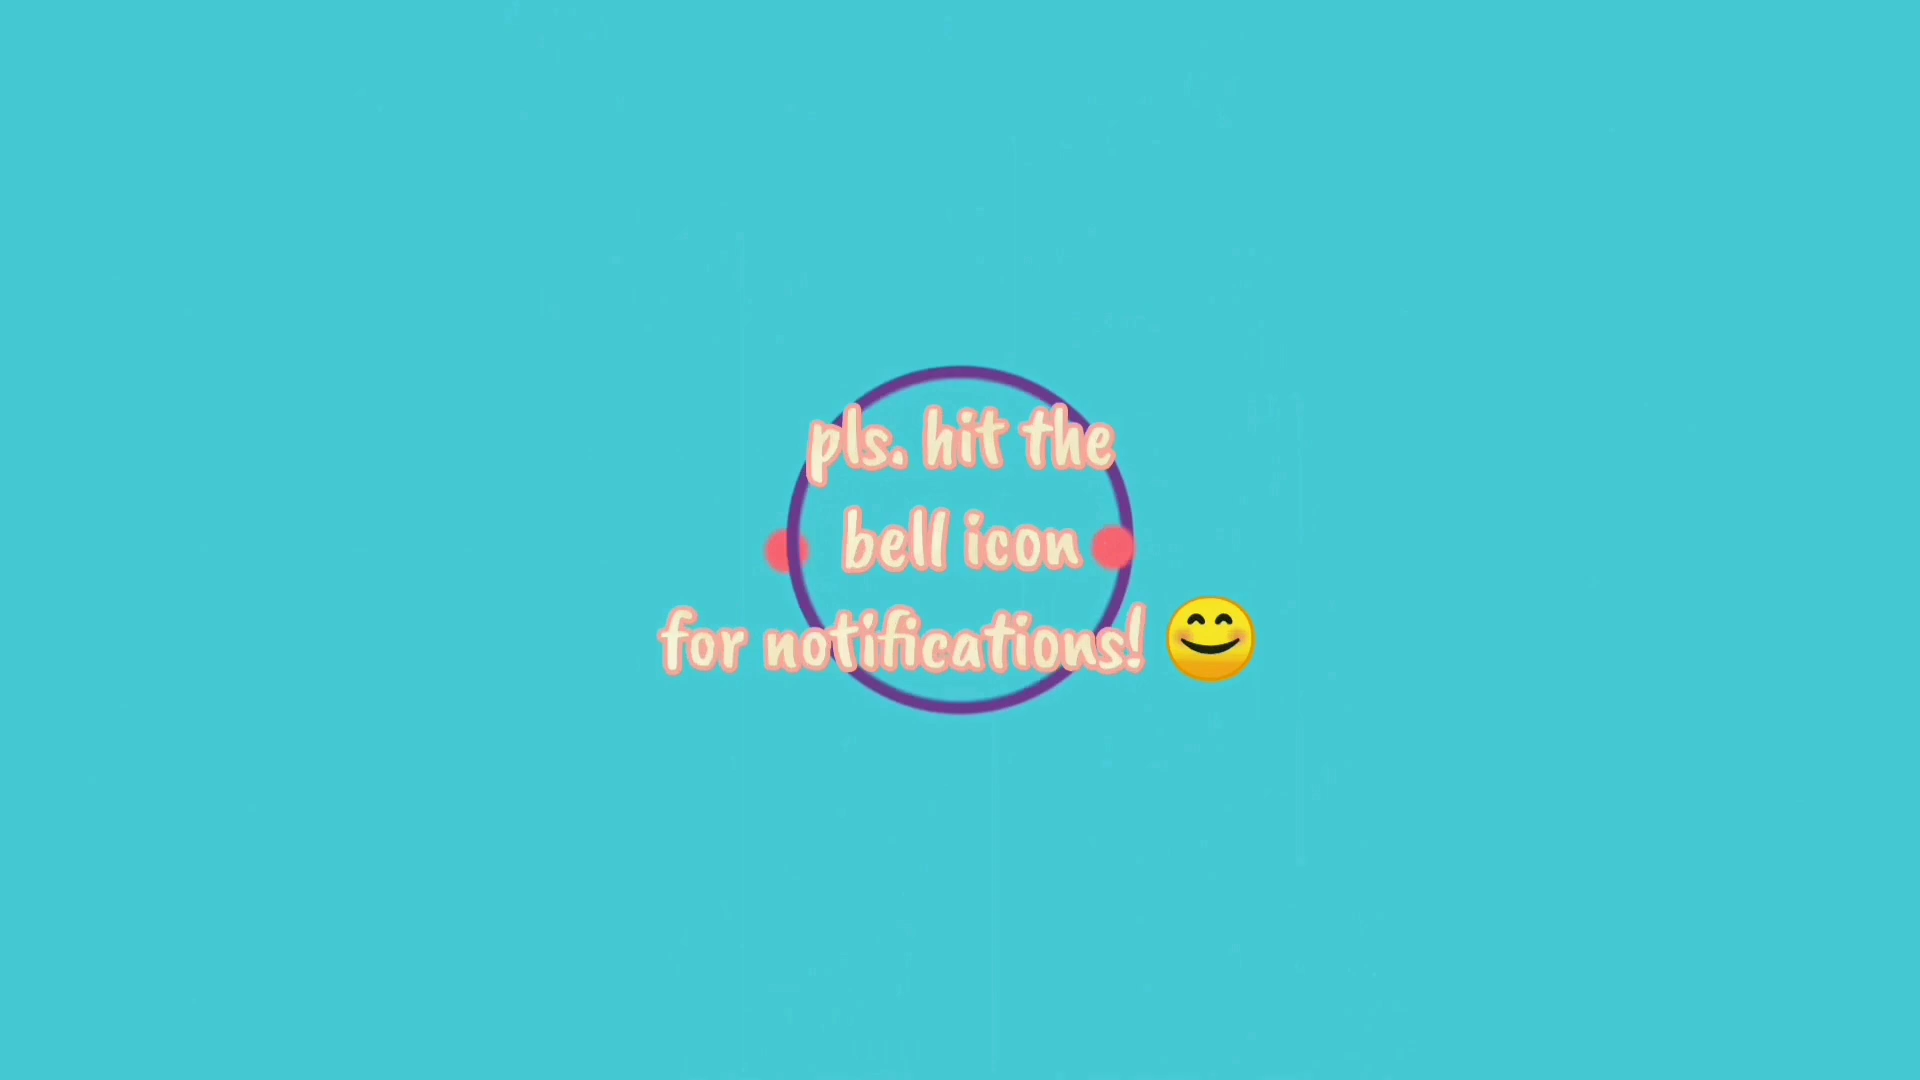 pls. hit the
bell icon
for notifications! 😊